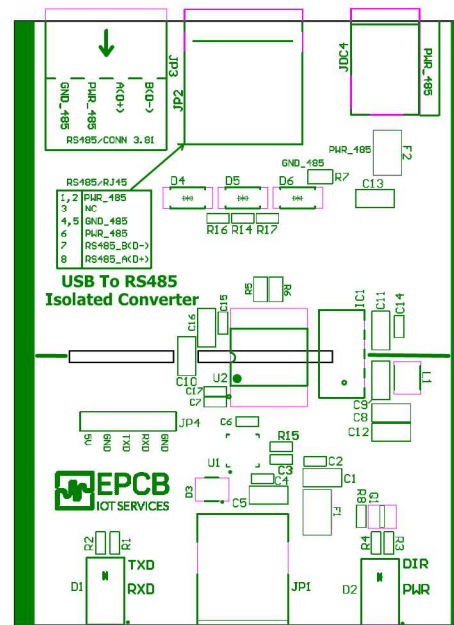 JP3
JP2
JDC4
PWR_485
GND_485
PWR_485
A(D+)
B(D-)
RS485/CONN 3.81
PWR_485
F2
GND_485
R7
RS485/RJ45
D4
D5
D6
C13
1,2 PWR_485
3 NC
4,5 GND_485
6 PWR_485
7 RS485_B(D-)
8 RS485_A(D+)
R16
R14
R17
USB To RS485
Isolated Converter
R5
R6
IC1
C16
C15
C11
C14
C10
U2
L1
C17
C7
C9
C8
C12
C6
JP4
5V
GND
TXD
RXD
GND
R15
U1
C3
C2
C4
C1
D3
C5
F1
EPCB
IOT SERVICES
R8
Q1
R2
R1
R4
R3
TXD
RXD
D1
JP1
D2
DIR
PWR